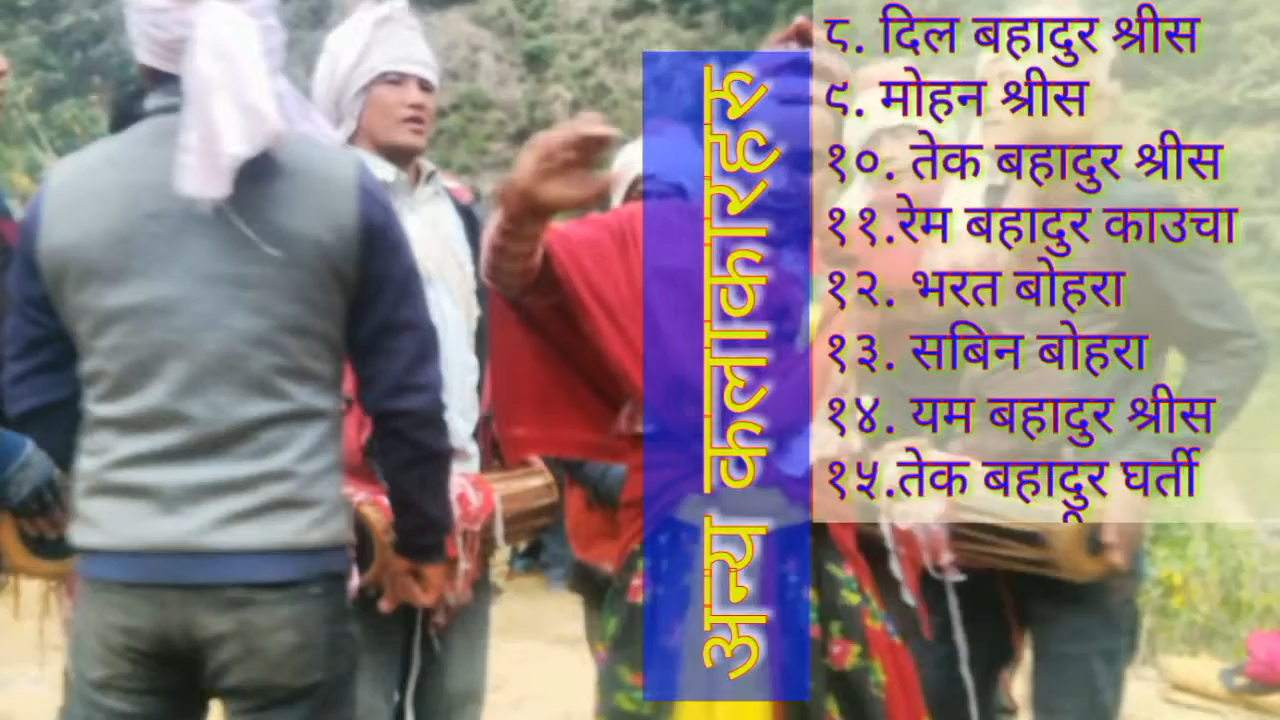 अन्य कलाकारहरु
८. दिल बहादुर श्रीस
९. मोहन श्रीस
१०. तेक बहादुर श्रीस
११.रेम बहादुर काउचा
१२. भरत बोहरा
१३. सबिन बोहरा
१४. यम बहादुर श्रीस
१५.तेक बहादुर घर्ती